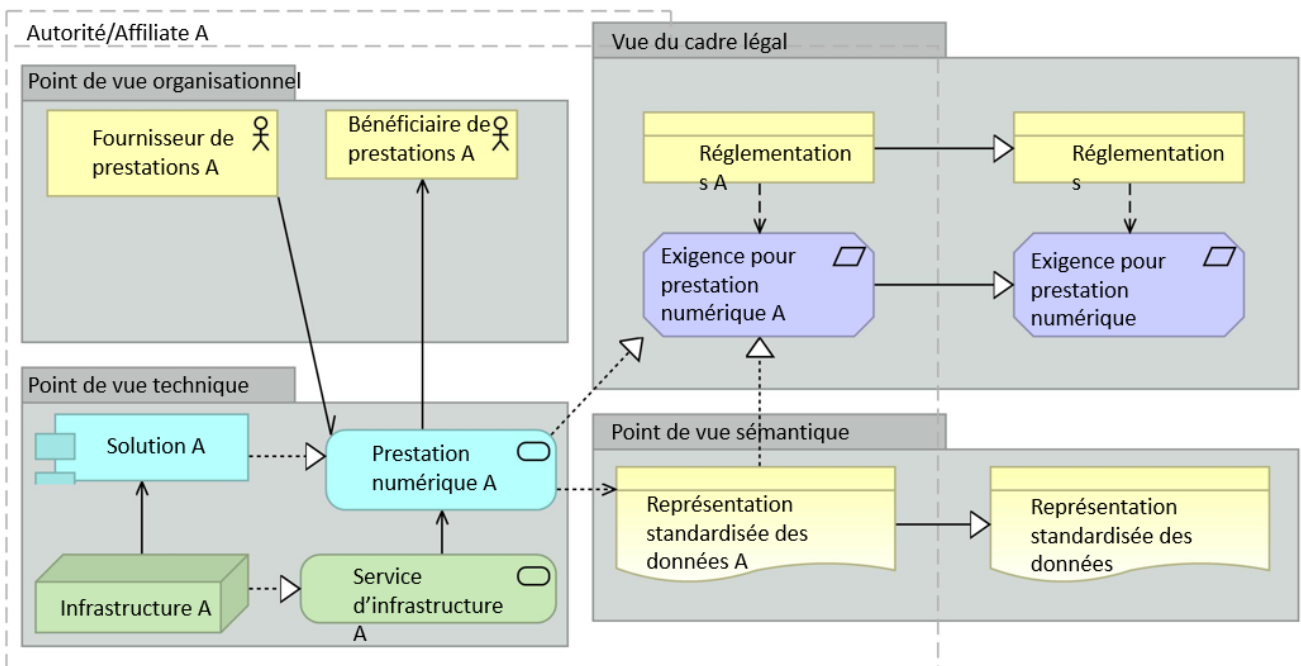 Autorité/Affiliate A
Vue du cadre légal
Point de vue organisationnel
Fournisseur de
prestations A
Bénéficiaire de
prestations A
Réglementation
s A
Réglementation
s
Exigence pour
prestation
numérique A
Exigence pour
prestation
numérique
Point de vue technique
Solution A
Prestation
numérique A
Infrastructure A
Service
d’infrastructure
A
Point de vue sémantique
Représentation
standardisée des
données A
Représentation
standardisée des
données